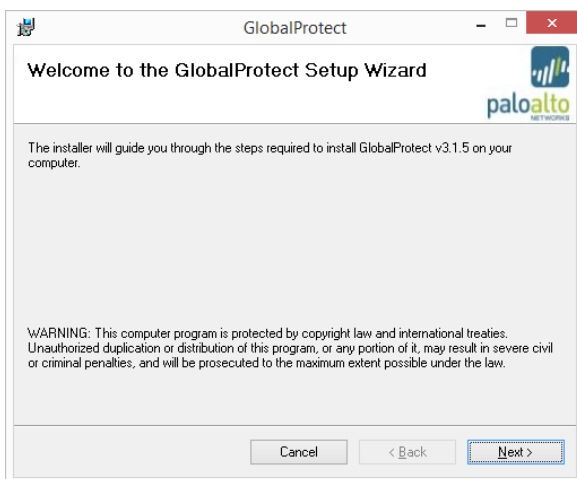 GlobalProtect
Welcome to the GlobalProtect Setup Wizard
paloalto
NETWORKS
The installer will guide you through the steps required to install GlobalProtect v3.1.5 on your
computer.
WARNING: This computer program is protected by copyright law and international treaties.
Unauthorized duplication or distribution of this program, or any portion of it, may result in severe civil
or criminal penalties, and will be prosecuted to the maximum extent possible under the law.
Cancel
< Back
Next >